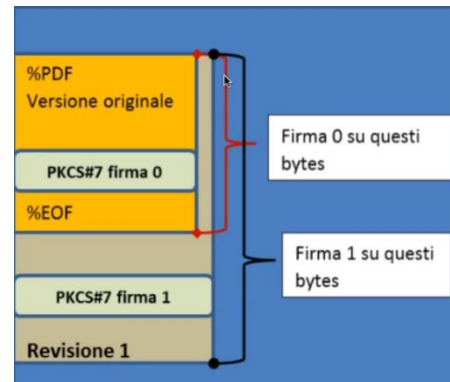 %PDF
Versione originale
Firma 0 su questi
bytes
PKCS#7 firma 0
%EOF
Firma 1 su questi
bytes
PKCS#7 firma 1
Revisione 1